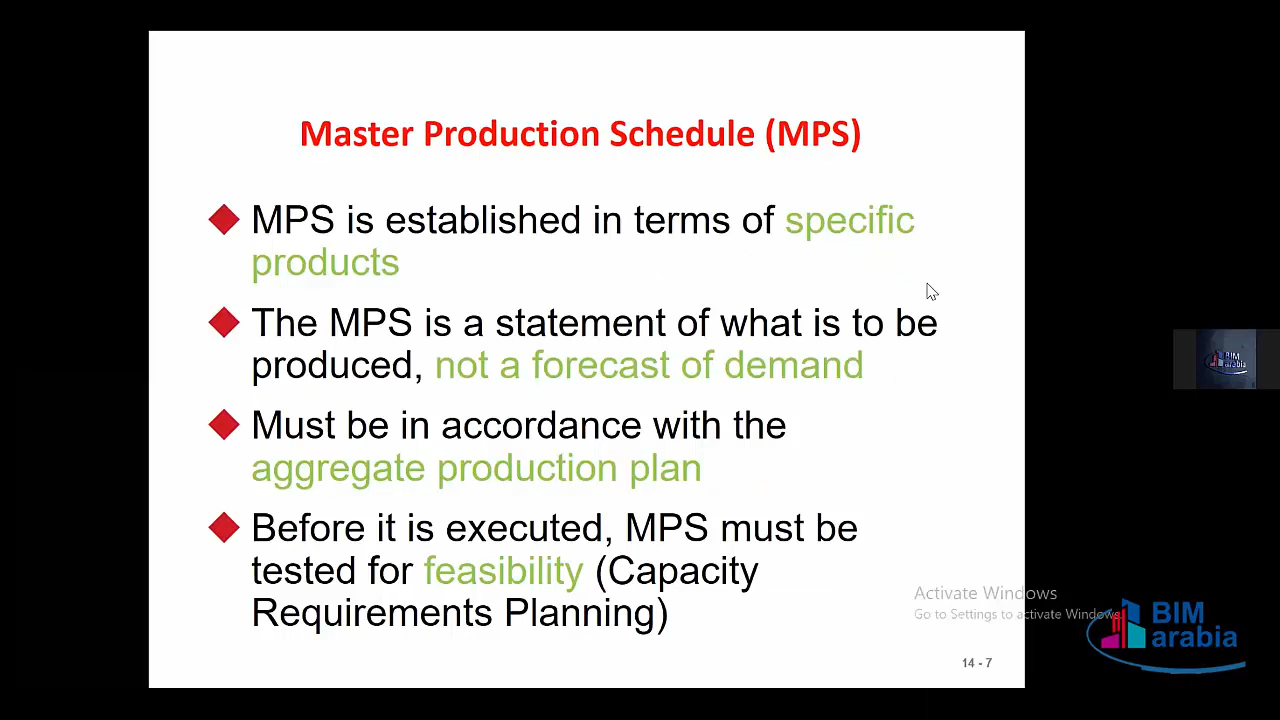 Master Production Schedule (MPS)
MPS is established in terms of specific
products
The MPS is a statement of what is to be
produced, not a forecast of demand
Must be in accordance with the
aggregate production plan
Before it is executed, MPS must be
tested for feasibility (Capacity
Requirements Planning)
Activate Windows
Go to Settings to activate Windows.
14 - 7
BIM
arabia
BIM
arabia